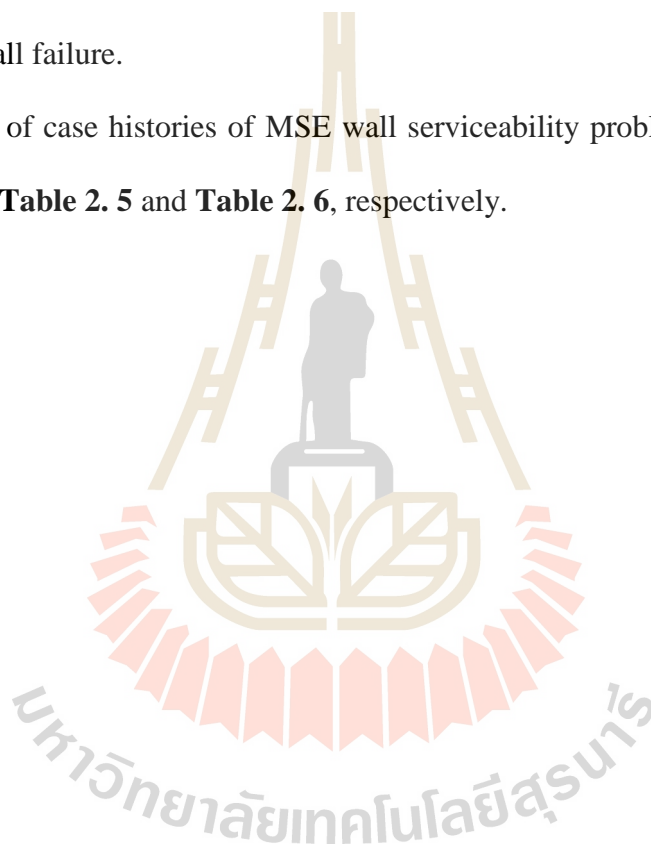 all failure.
of case histories of MSE wall serviceability probl
Table 2. 5 and Table 2. 6, respectively.
มหาวิทยาลัยเทคโนโลยีสุรนารี